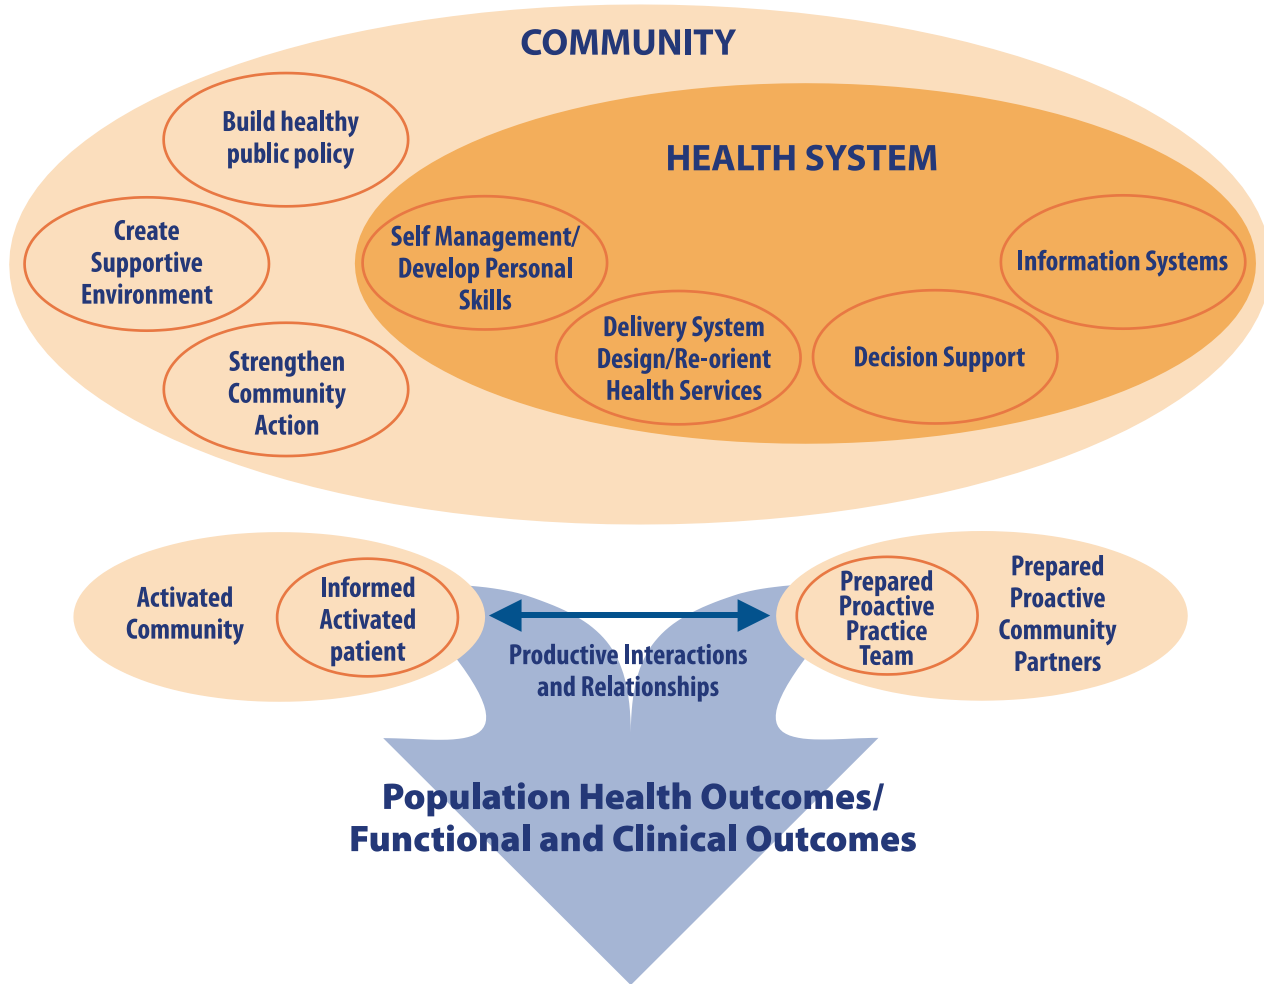 COMMUNITY
Build healthy
public policy
HEALTH SYSTEM
Create
Supportive
Environment
Self Management/
Develop Personal
Skills
Information Systems
Delivery System
Design/Re-orient
Health Services
Decision Support
Strengthen
Community
Action
Activated
Community
Informed
Activated
patient
Productive Interactions
and Relationships
Prepared
Proactive
Practice
Team
Prepared
Proactive
Community
Partners
Population Health Outcomes/
Functional and Clinical Outcomes